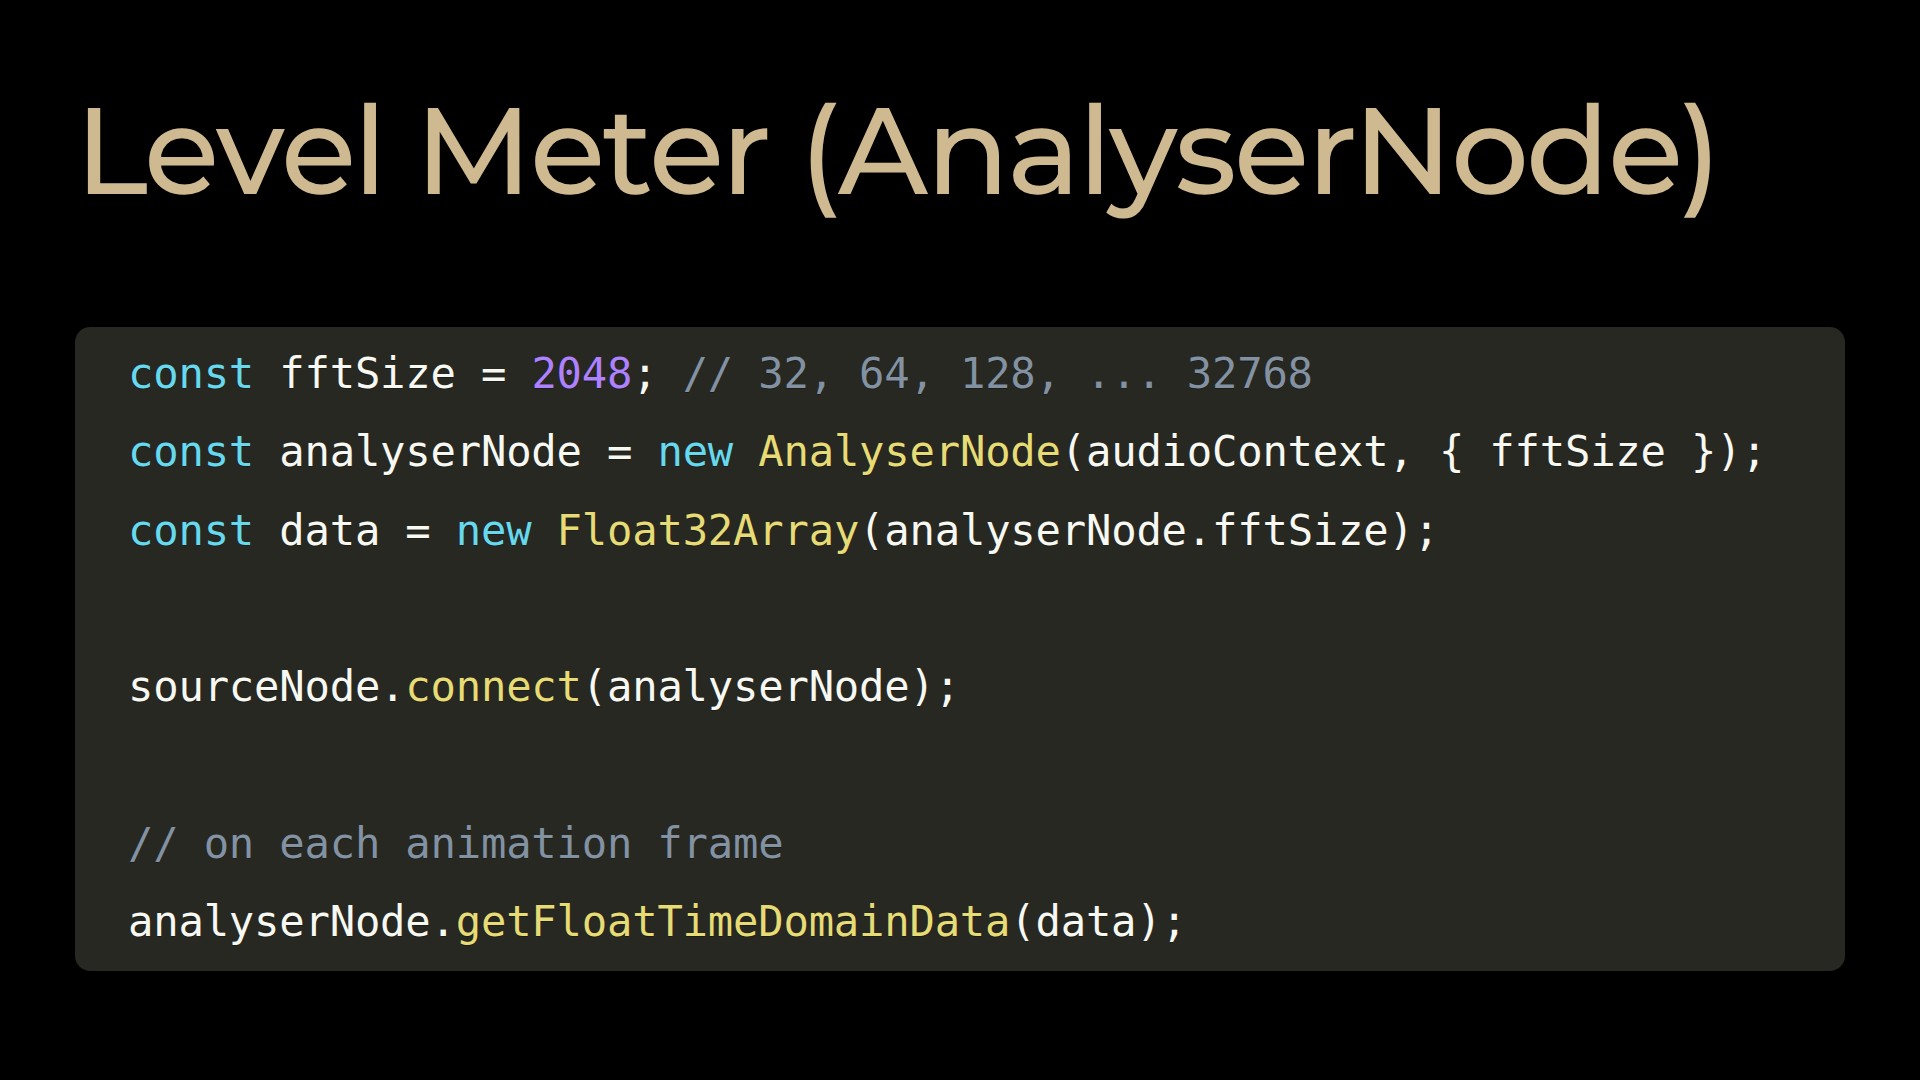 Level Meter (AnalyserNode)
const fftSize = 2048; // 32, 64, 128, ... 32768
const analyserNode = new AnalyserNode(audioContext, { fftSize });
const data = new Float32Array(analyserNode.fftSize);
sourceNode.connect(analyserNode);
// on each animation frame
analyserNode.getFloatTimeDomainData(data);